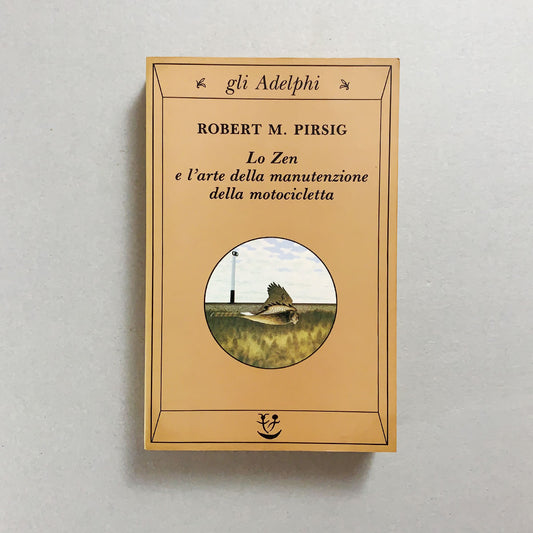 gli Adelphi
ROBERT M. PIRSIG
Lo Zen
e l'arte della manutenzione
della motocicletta